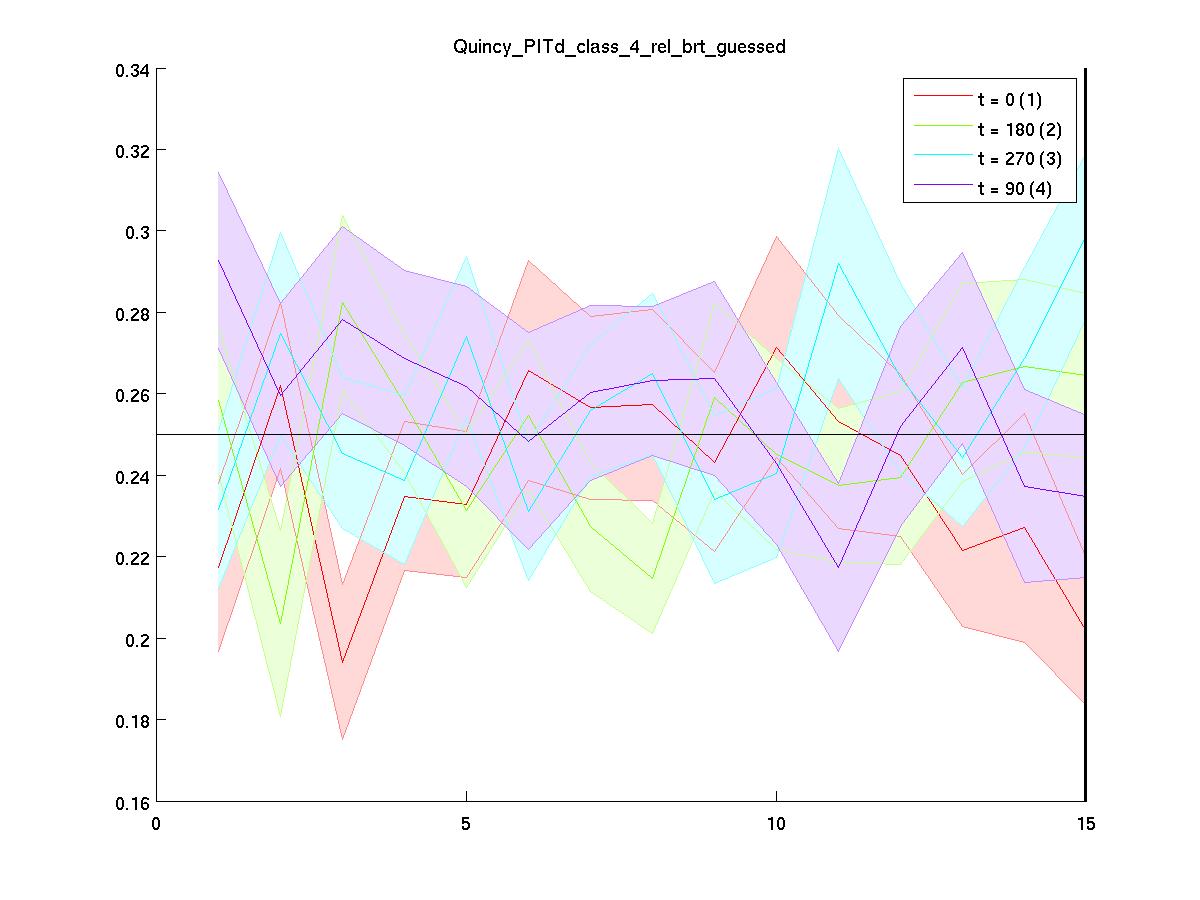 Quincy_PITd_class_4_rel_brt_guessed
0.34
0.32
0.3
0.28
0.26
0.24
0.22
0.2
0.18
0.16
0 5 10 15
t = 0 (1)
t = 180 (2)
t = 270 (3)
t = 90 (4)